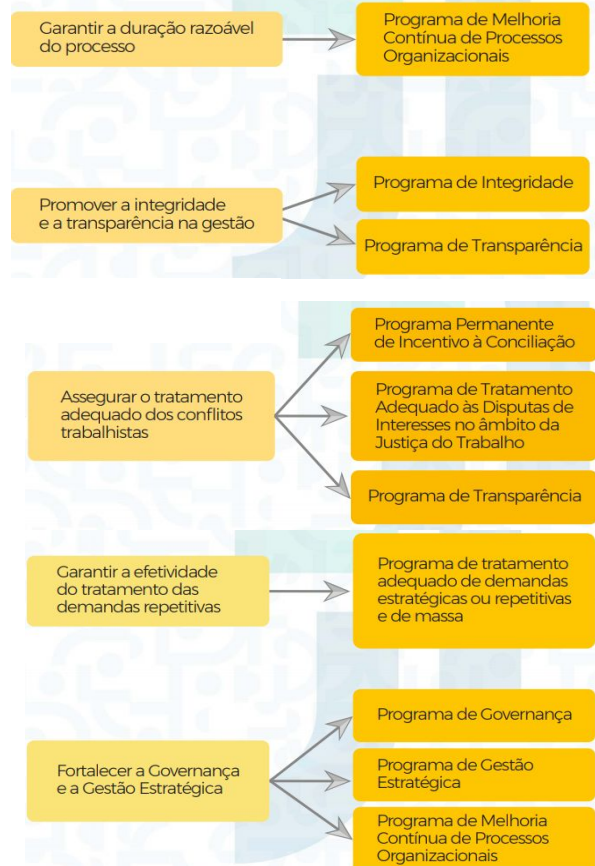 Garantir a duração razoável
do processo
Programa de Melhoria
Contínua de Processos
Organizacionais
Promover a integridade
e a transparência na gestão
Programa de Integridade
Programa de Transparência
Assegurar o tratamento
adequado dos conflitos
trabalhistas
Programa Permanente
de Incentivo à Conciliação
Programa de Tratamento
Adequado às Disputas de
Interesses no âmbito da
Justiça do Trabalho
Programa de Transparência
Garantir a efetividade
do tratamento das
demandas repetitivas
Programa de tratamento
adequado de demandas
estratégicas ou repetitivas
e de massa
Fortalecer a Governança
e a Gestão Estratégica
Programa de Governança
Programa de Gestão
Estratégica
Programa de Melhoria
Contínua de Processos
Organizacionais